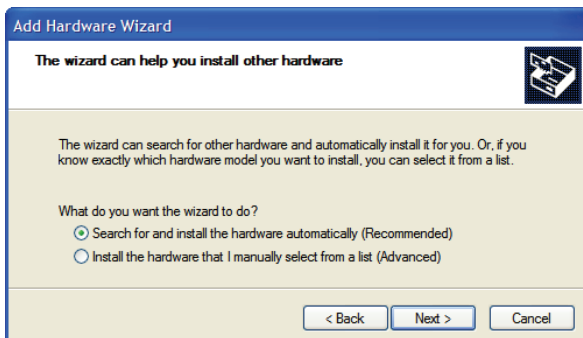 Add Hardware Wizard
The wizard can help you install other hardware
The wizard can search for other hardware and automatically install it for you. Or, if you
know exactly which hardware model you want to install, you can select it from a list.
What do you want the wizard to do?
Search for and install the hardware automatically (Recommended)
Install the hardware that I manually select from a list (Advanced)
< Back Next > Cancel